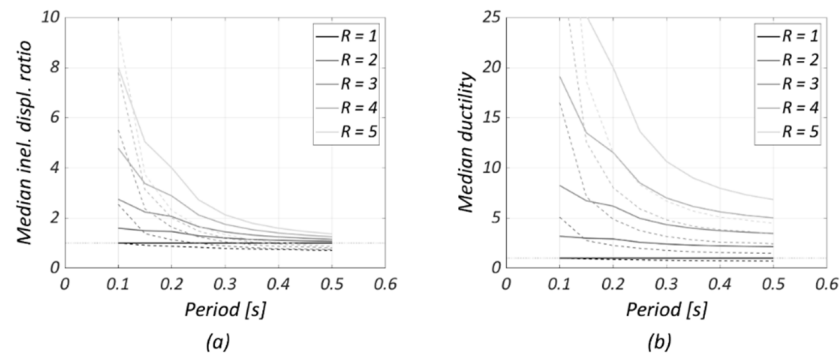 Median inel. displ. ratio
10
8
6
4
2
0
0 0.1 0.2 0.3 0.4 0.5 0.6
Period [s]
R = 1
R = 2
R = 3
R = 4
R = 5
(a)
Median ductility
25
20
15
10
5
0
0 0.1 0.2 0.3 0.4 0.5 0.6
Period [s]
R = 1
R = 2
R = 3
R = 4
R = 5
(b)